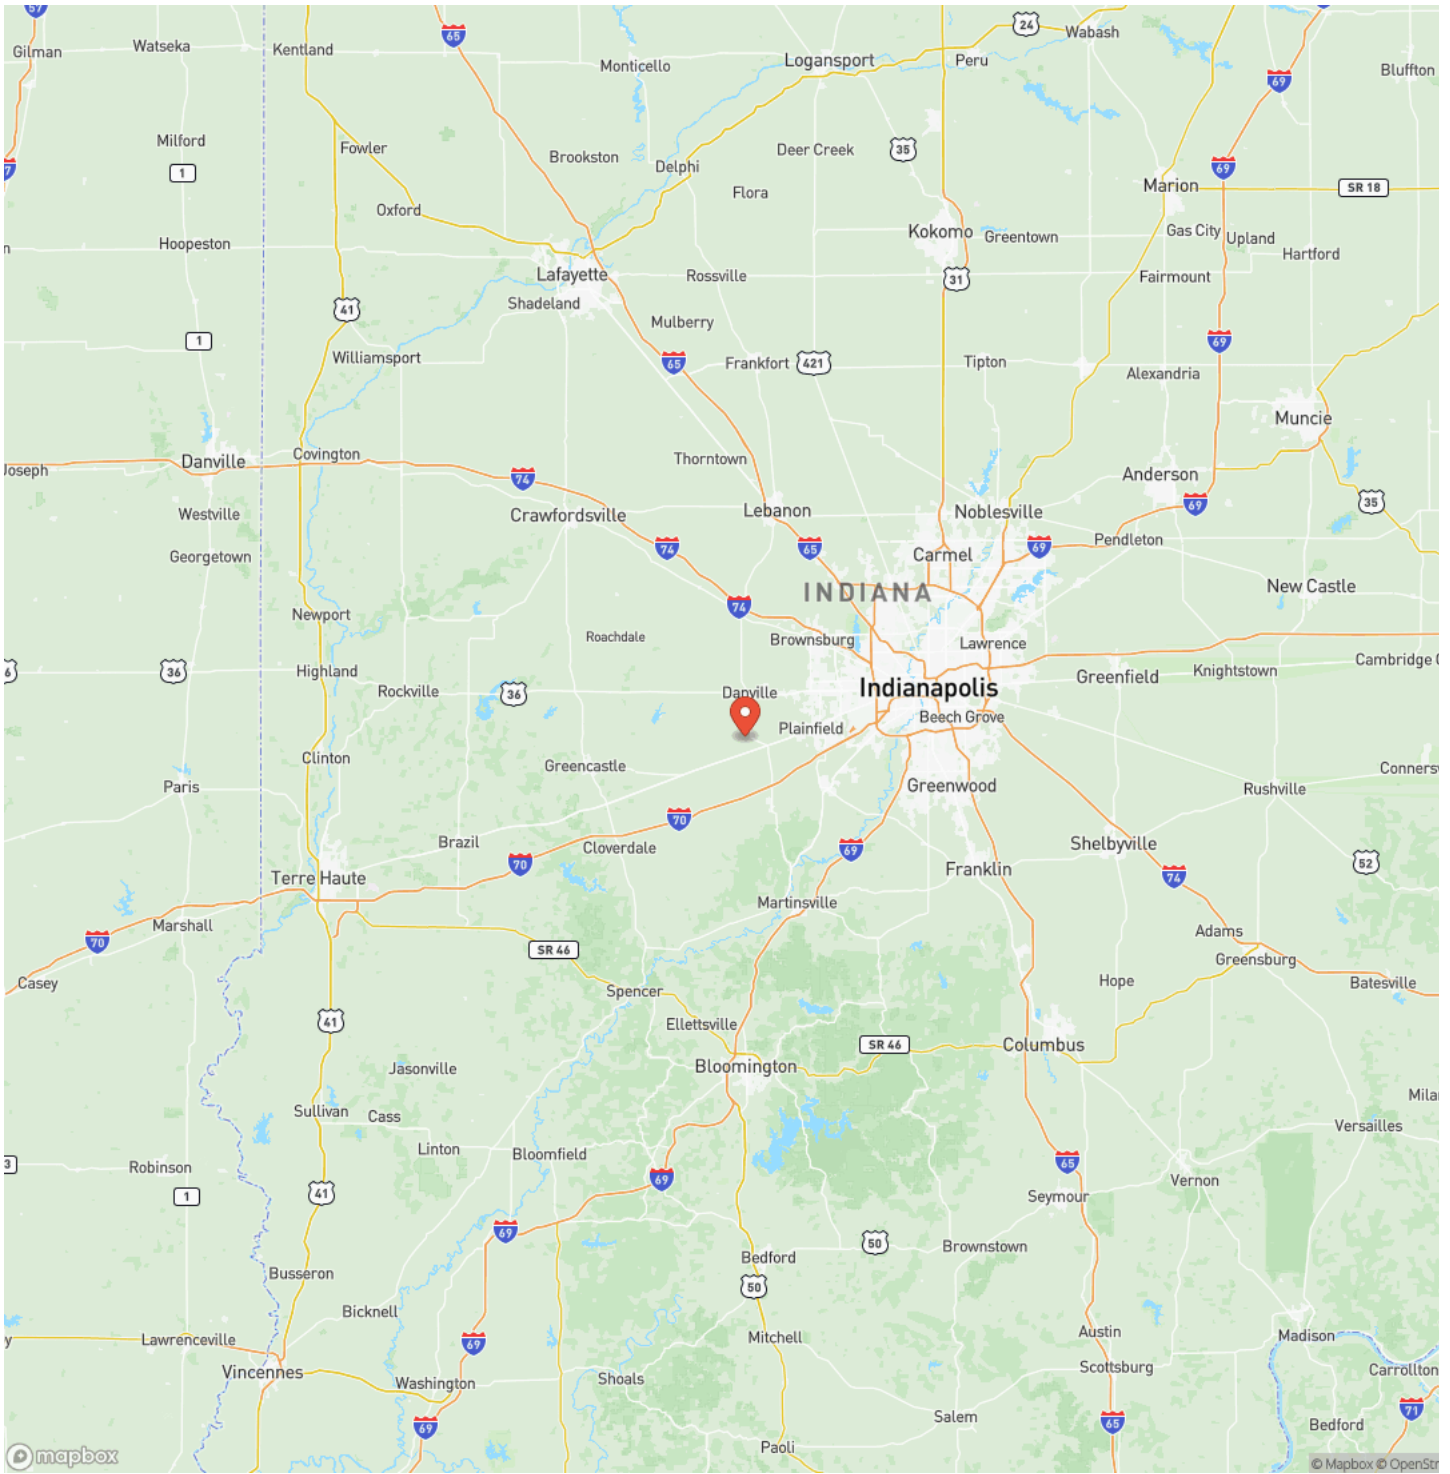 57
Gilman
Watseka
Kentland
65
Monticello
Logansport
24
Peru
Wabash
69
Bluffton
Milford
1
Fowler
Brookston
Delphi
Deer Creek
35
69
Marion
SR 18
7
Oxford
Flora
Hoopeston
Kokomo
Greentown
Gas City
Upland
Hartford
n
Lafayette
Rossville
31
Fairmount
Shadeland
41
Mulberry
1
Williamsport
65
Frankfort
421
Tipton
69
Alexandria
Muncie
Joseph
Danville
Covington
74
Thorntown
Anderson
69
35
Westville
Crawfordsville
Lebanon
Noblesville
Georgetown
74
65
Carmel
69
Pendleton
INDIANA
New Castle
Newport
74
Roachdale
Brownsburg
Lawrence
6
36
Highland
Rockville
36
Danville
Indianapolis
Greenfield
Knightstown
Cambridge C
Plainfield
Beech Grove
Clinton
Greencastle
Paris
Greenwood
Rushville
Conners
70
Brazil
Cloverdale
70
69
Shelbyville
52
Terre Haute
Franklin
74
Marshall
Martinsville
70
SR 46
Adams
Casey
Spencer
Hope
Greensburg
Batesville
41
Ellettsville
SR 46
Columbus
Bloomington
Jasonville
Sullivan
Cass
Mila
Linton
Bloomfield
Versailles
3
Robinson
1
41
69
65
Vernon
Seymour
69
50
Brownstown
Bedford
Busseron
50
Bicknell
y
Lawrenceville
69
Mitchell
Austin
Madison
Vincennes
Washington
Shoals
Scottsburg
Carrollton
69
Salem
65
71
Bedford
Paoli
mapbox
© Mapbox © OpenStr